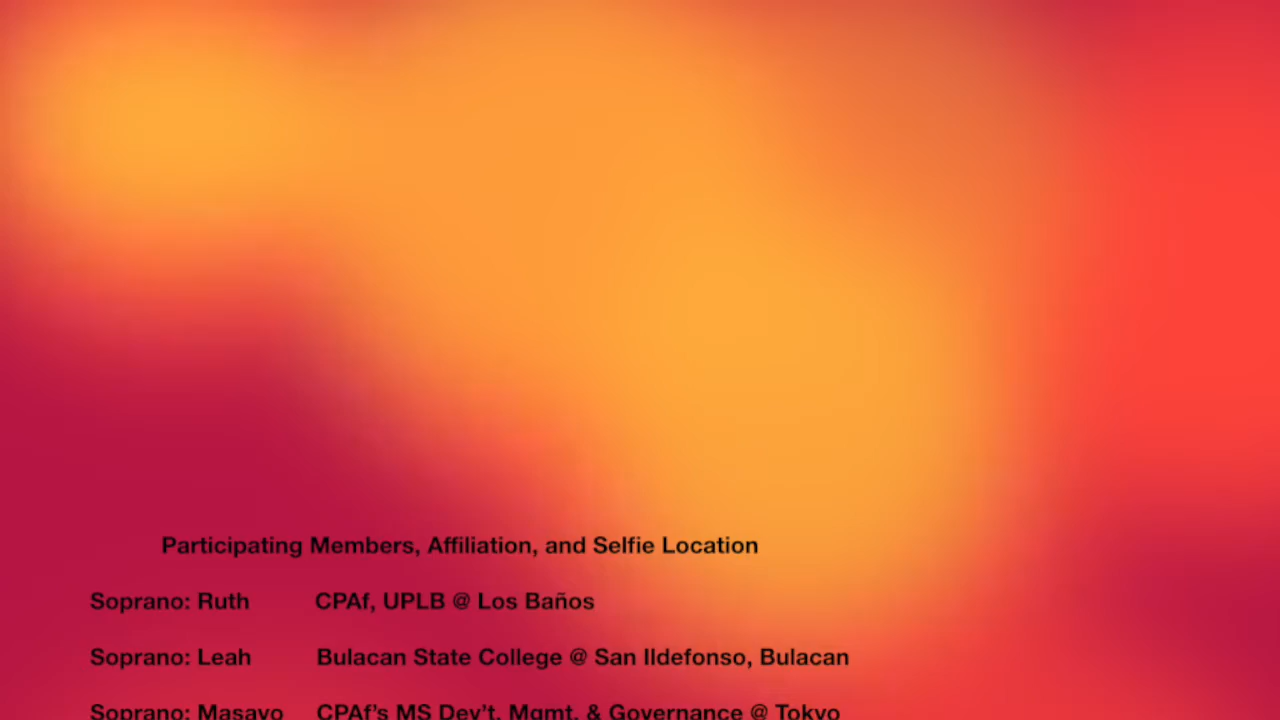 Participating Members, Affiliation, and Selfie Location
Soprano: Ruth CPAf, UPLB @ Los Baños
Soprano: Leah Bulacan State College @ San Ildefonso, Bulacan
Soprano: Masayo CPAf’s MS Dev’t. Mgmt. & Governance @ Tokyo